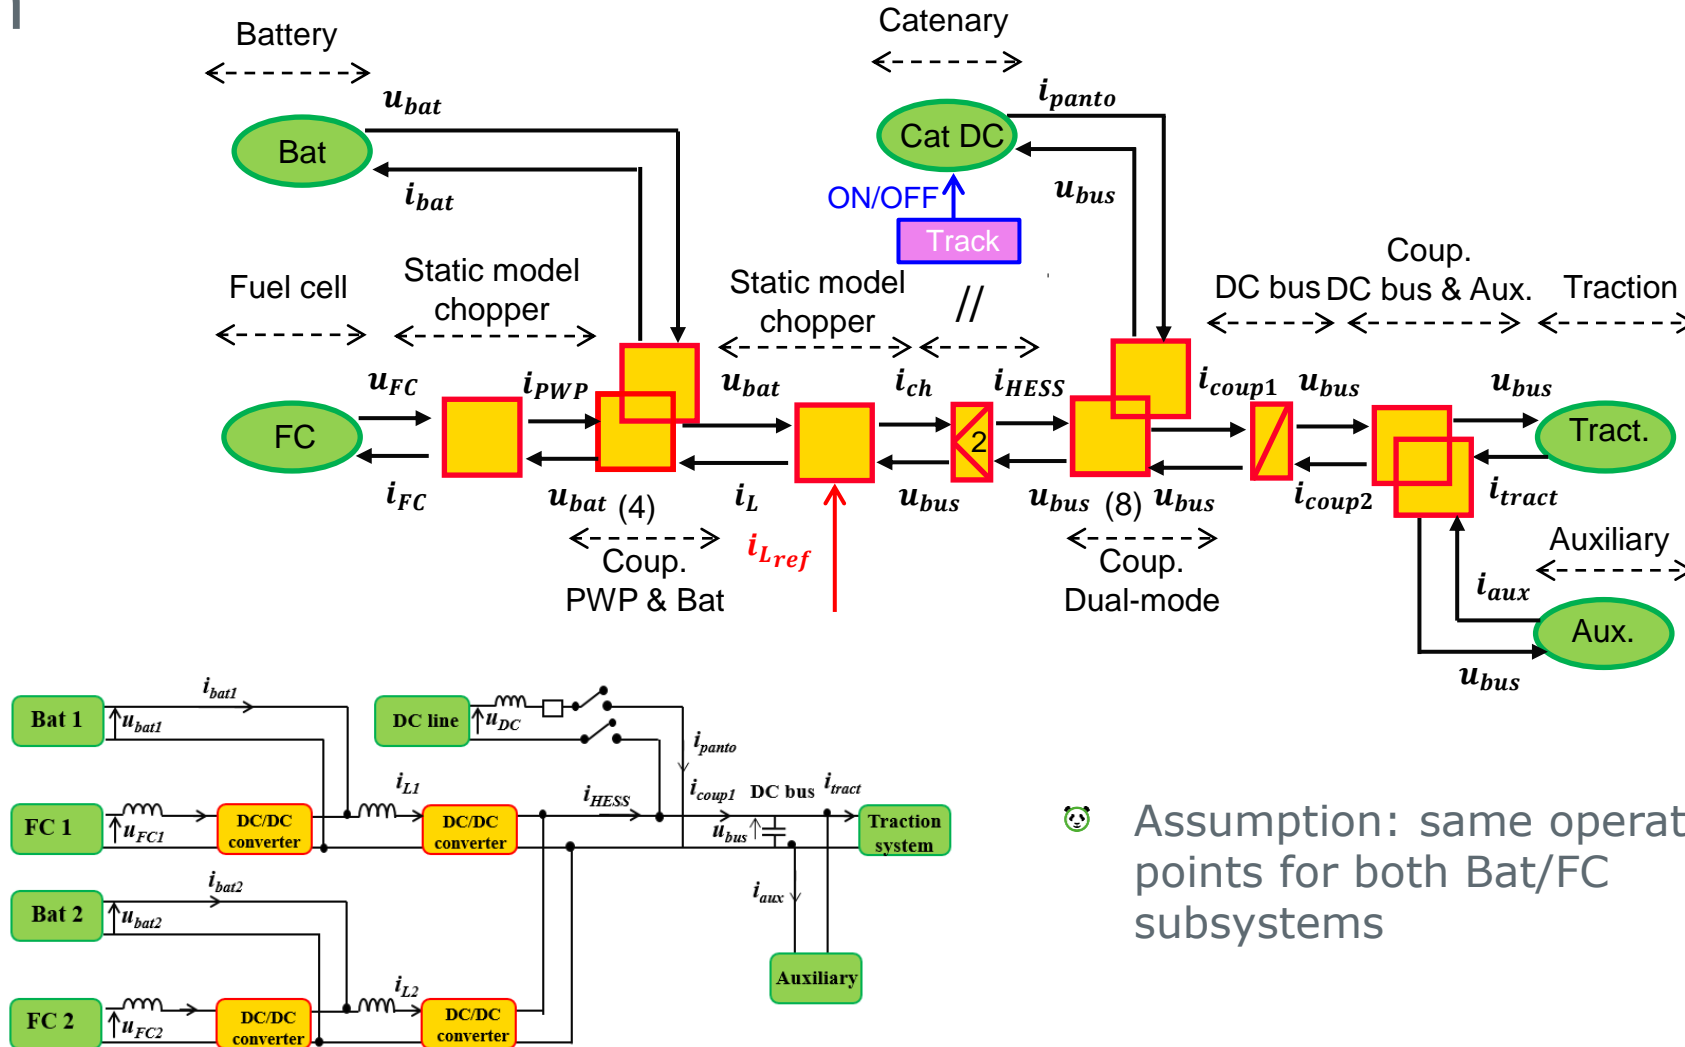 Battery
Catenary
u_bat
i_panto
Bat
Cat DC
i_bat
ON/OFF
u_bus
Track
Fuel cell
Static model
chopper
Static model
chopper
//
DC bus
Coup.
DC bus & Aux.
Traction
u_FC
i_PWP
u_bat
i_ch
i_HESS
i_coup1
u_bus
u_bus
FC
2
Tract.
i_FC
u_bat
(4)
i_L
u_bus
u_bus
(8)
u_bus
i_coup2
i_tract
Coup.
PWP & Bat
i_Lref
Coup.
Dual-mode
Auxiliary
i_aux
Aux.
u_bus
Bat 1
i_bat1
u_bat1
DC line
u_DC
i_panto
FC 1
u_FC1
DC/DC
converter
i_L1
DC/DC
converter
i_HESS
i_coup1
DC bus
i_tract
u_bus
Traction
system
Bat 2
i_bat2
u_bat2
i_aux
FC 2
u_FC2
DC/DC
converter
i_L2
DC/DC
converter
Auxiliary
Assumption: same operat
points for both Bat/FC
subsystems